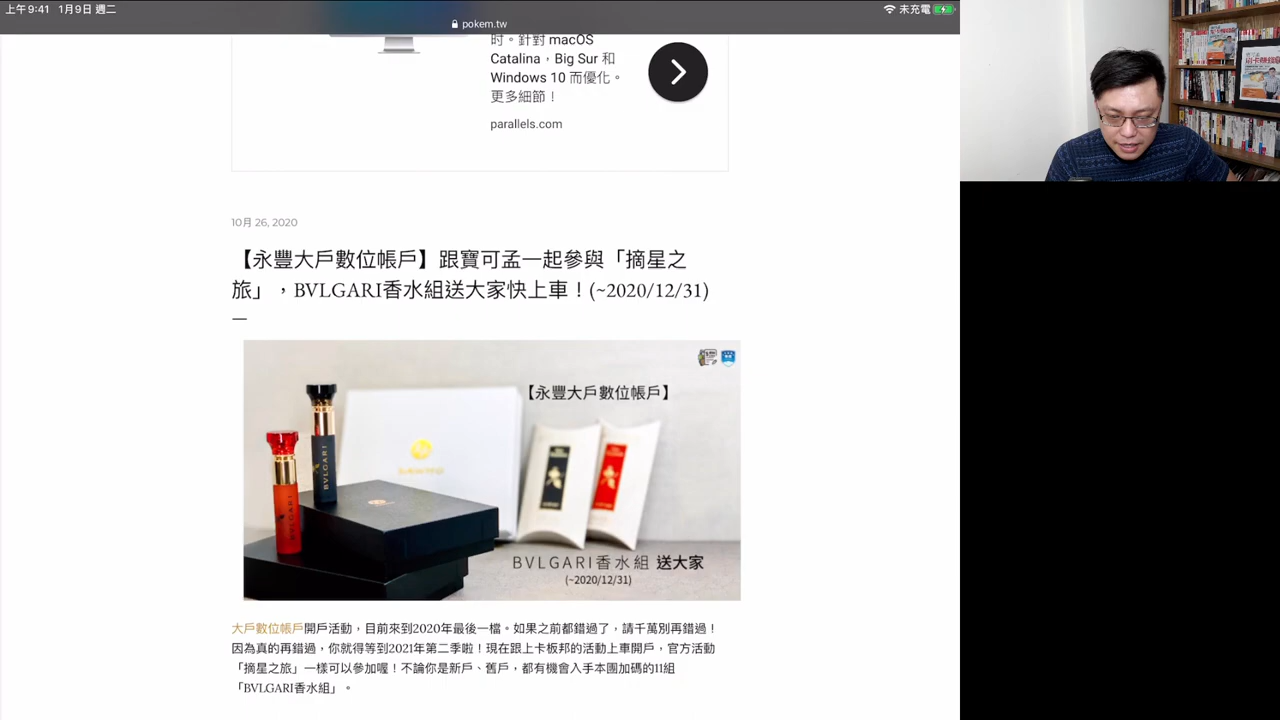 上午9:41 1月9日 週二
未充電
pokem.tw
时。針對 macOS
Catalina，Big Sur 和
Windows 10 而優化。
更多細節！
parallels.com
10月 26, 2020
【永豐大戶數位帳戶】跟寶可孟一起參與「摘星之
旅」，BVLGARI香水組送大家快上車！(~2020/12/31)
【永豐大戶數位帳戶】
BVLGARI
BVLGARI
BVLGARI香水組 送大家
(~2020/12/31)
大戶數位帳戶開戶活動，目前來到2020年最後一檔。如果之前都錯過了，請千萬別再錯過！
因為真的再錯過，你就得等到2021年第二季啦！現在跟上卡板邦的活動上車開戶，官方活動
「摘星之旅」一樣可以參加喔！不論你是新戶、舊戶，都有機會入手本團加碼的11組
「BVLGARI香水組」。